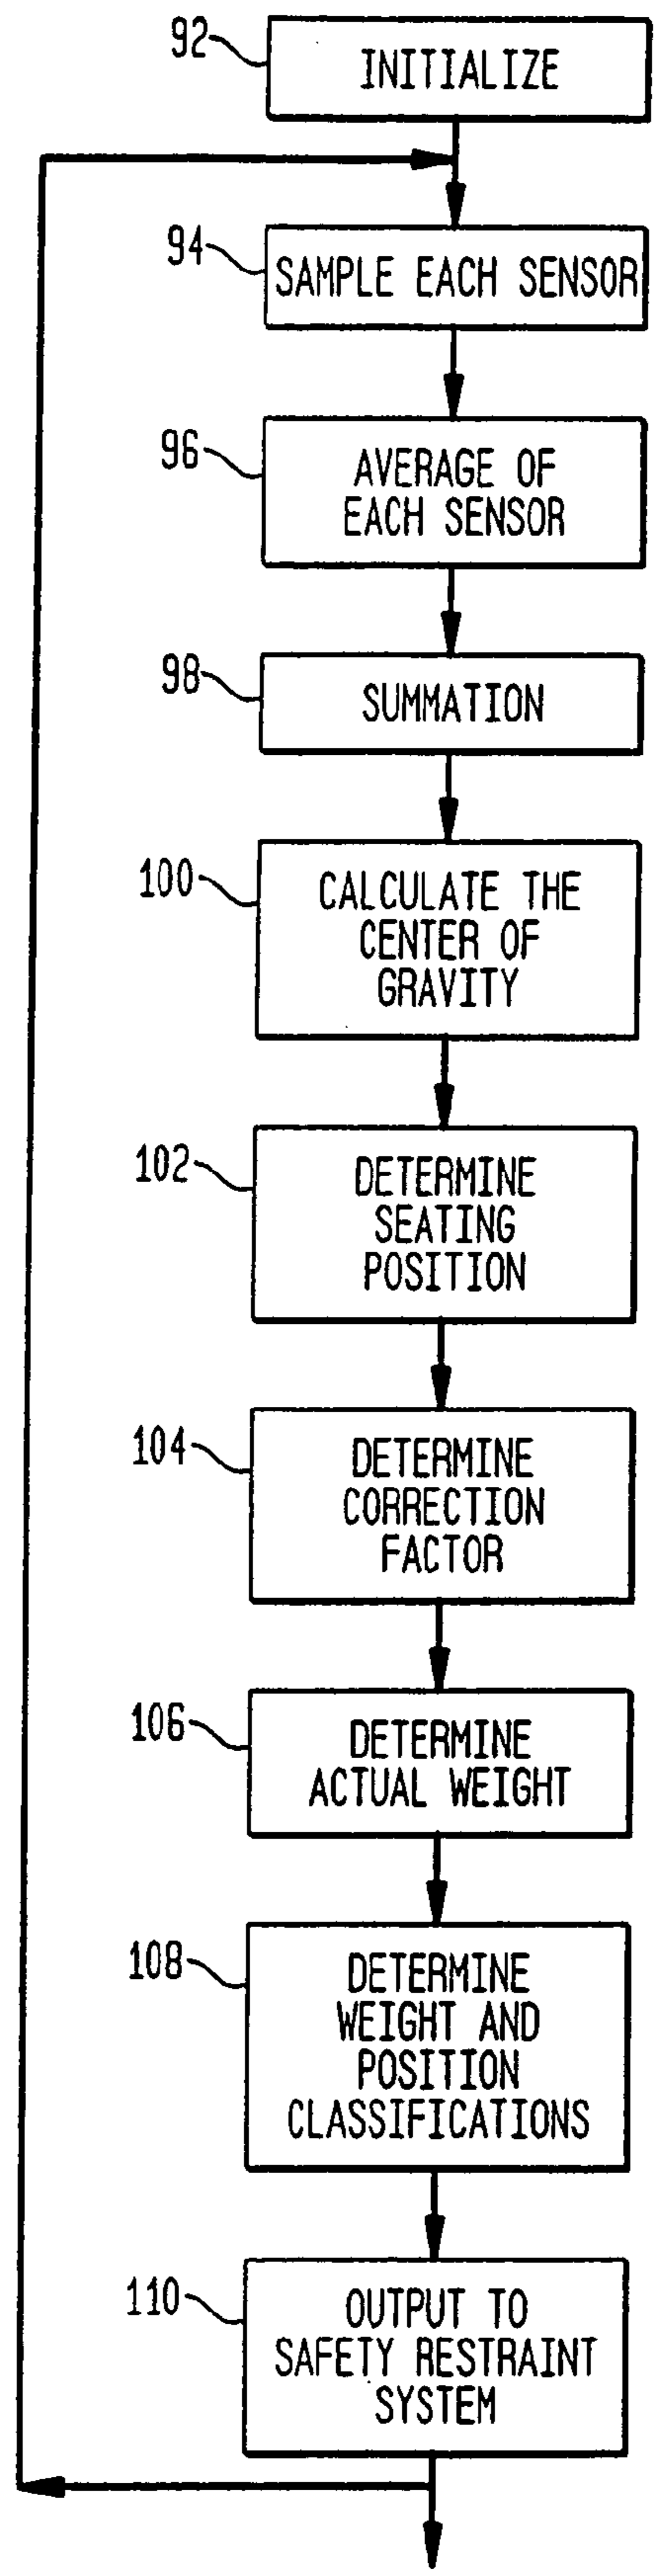 92
INITIALIZE
94
SAMPLE EACH SENSOR
96
AVERAGE OF
EACH SENSOR
98
SUMMATION
100
CALCULATE THE
CENTER OF
GRAVITY
102
DETERMINE
SEATING
POSITION
104
DETERMINE
CORRECTION
FACTOR
106
DETERMINE
ACTUAL WEIGHT
108
DETERMINE
WEIGHT AND
POSITION
CLASSIFICATIONS
110
OUTPUT TO
SAFETY RESTRAINT
SYSTEM